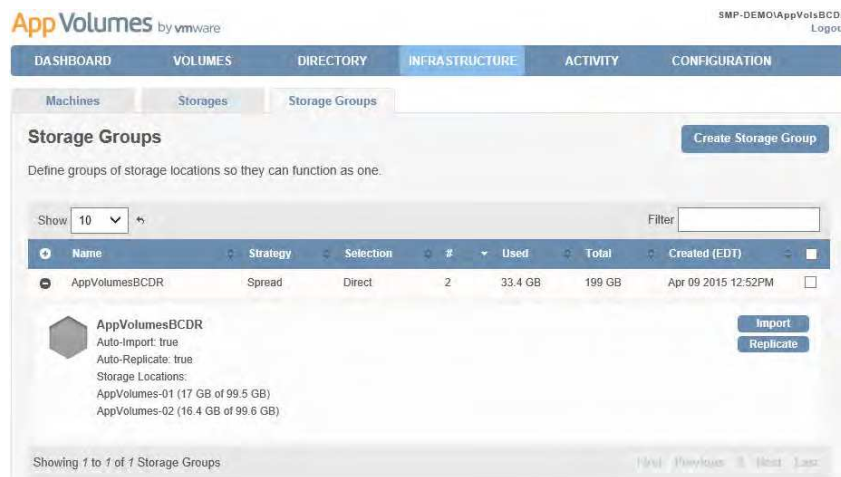 App Volumes by vmware
SMP-DEMO\AppVolsBCD
Logou
DASHBOARD VOLUMES DIRECTORY INFRASTRUCTURE ACTIVITY CONFIGURATION
Machines Storages Storage Groups
Storage Groups
Create Storage Group
Define groups of storage locations so they can function as one.
Show 10 Filter
Name Strategy Selection # Used Total Created (EDT)
AppVolumesBCDR Spread Direct 2 33.4 GB 199 GB Apr 09 2015 12:52PM
AppVolumesBCDR
Import
Auto-Import: true
Auto-Replicate: true
Replicate
Storage Locations:
AppVolumes-01 (17 GB of 99.5 GB)
AppVolumes-02 (16.4 GB of 99.6 GB)
Showing 1 to 1 of 1 Storage Groups
First Previous 1 Next Last